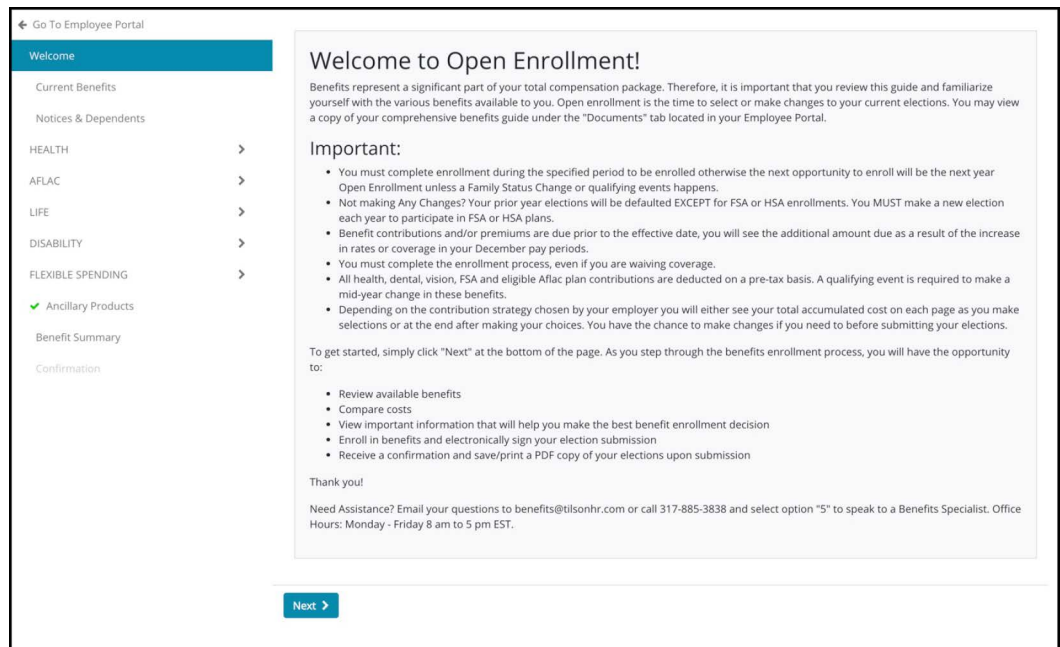 Go To Employee Portal
Welcome
Current Benefits
Notices & Dependents
HEALTH
AFLAC
LIFE
DISABILITY
FLEXIBLE SPENDING
Ancillary Products
Benefit Summary
Confirmation
Welcome to Open Enrollment!
Benefits represent a significant part of your total compensation package. Therefore, it is important that you review this guide and familiarize
yourself with the various benefits available to you. Open enrollment is the time to select or make changes to your current elections. You may view
a copy of your comprehensive benefits guide under the "Documents" tab located in your Employee Portal.
Important:
• You must complete enrollment during the specified period to be enrolled otherwise the next opportunity to enroll will be the next year
Open Enrollment unless a Family Status Change or qualifying events happens.
• Not making Any Changes? Your prior year elections will be defaulted EXCEPT for FSA or HSA enrollments. You MUST make a new election
each year to participate in FSA or HSA plans.
• Benefit contributions and/or premiums are due prior to the effective date, you will see the additional amount due as a result of the increase
in rates or coverage in your December pay periods.
• You must complete the enrollment process, even if you are waiving coverage.
• All health, dental, vision, FSA and eligible Aflac plan contributions are deducted on a pre-tax basis. A qualifying event is required to make a
mid-year change in these benefits.
• Depending on the contribution strategy chosen by your employer you will either see your total accumulated cost on each page as you make
selections or at the end after making your choices. You have the chance to make changes if you need to before submitting your elections.
To get started, simply click "Next" at the bottom of the page. As you step through the benefits enrollment process, you will have the opportunity
to:
• Review available benefits
• Compare costs
• View important information that will help you make the best benefit enrollment decision
• Enroll in benefits and electronically sign your election submission
• Receive a confirmation and save/print a PDF copy of your elections upon submission
Thank you!
Need Assistance? Email your questions to benefits@tilsonhr.com or call 317-885-3838 and select option "5" to speak to a Benefits Specialist. Office
Hours: Monday - Friday 8 am to 5 pm EST.
Next